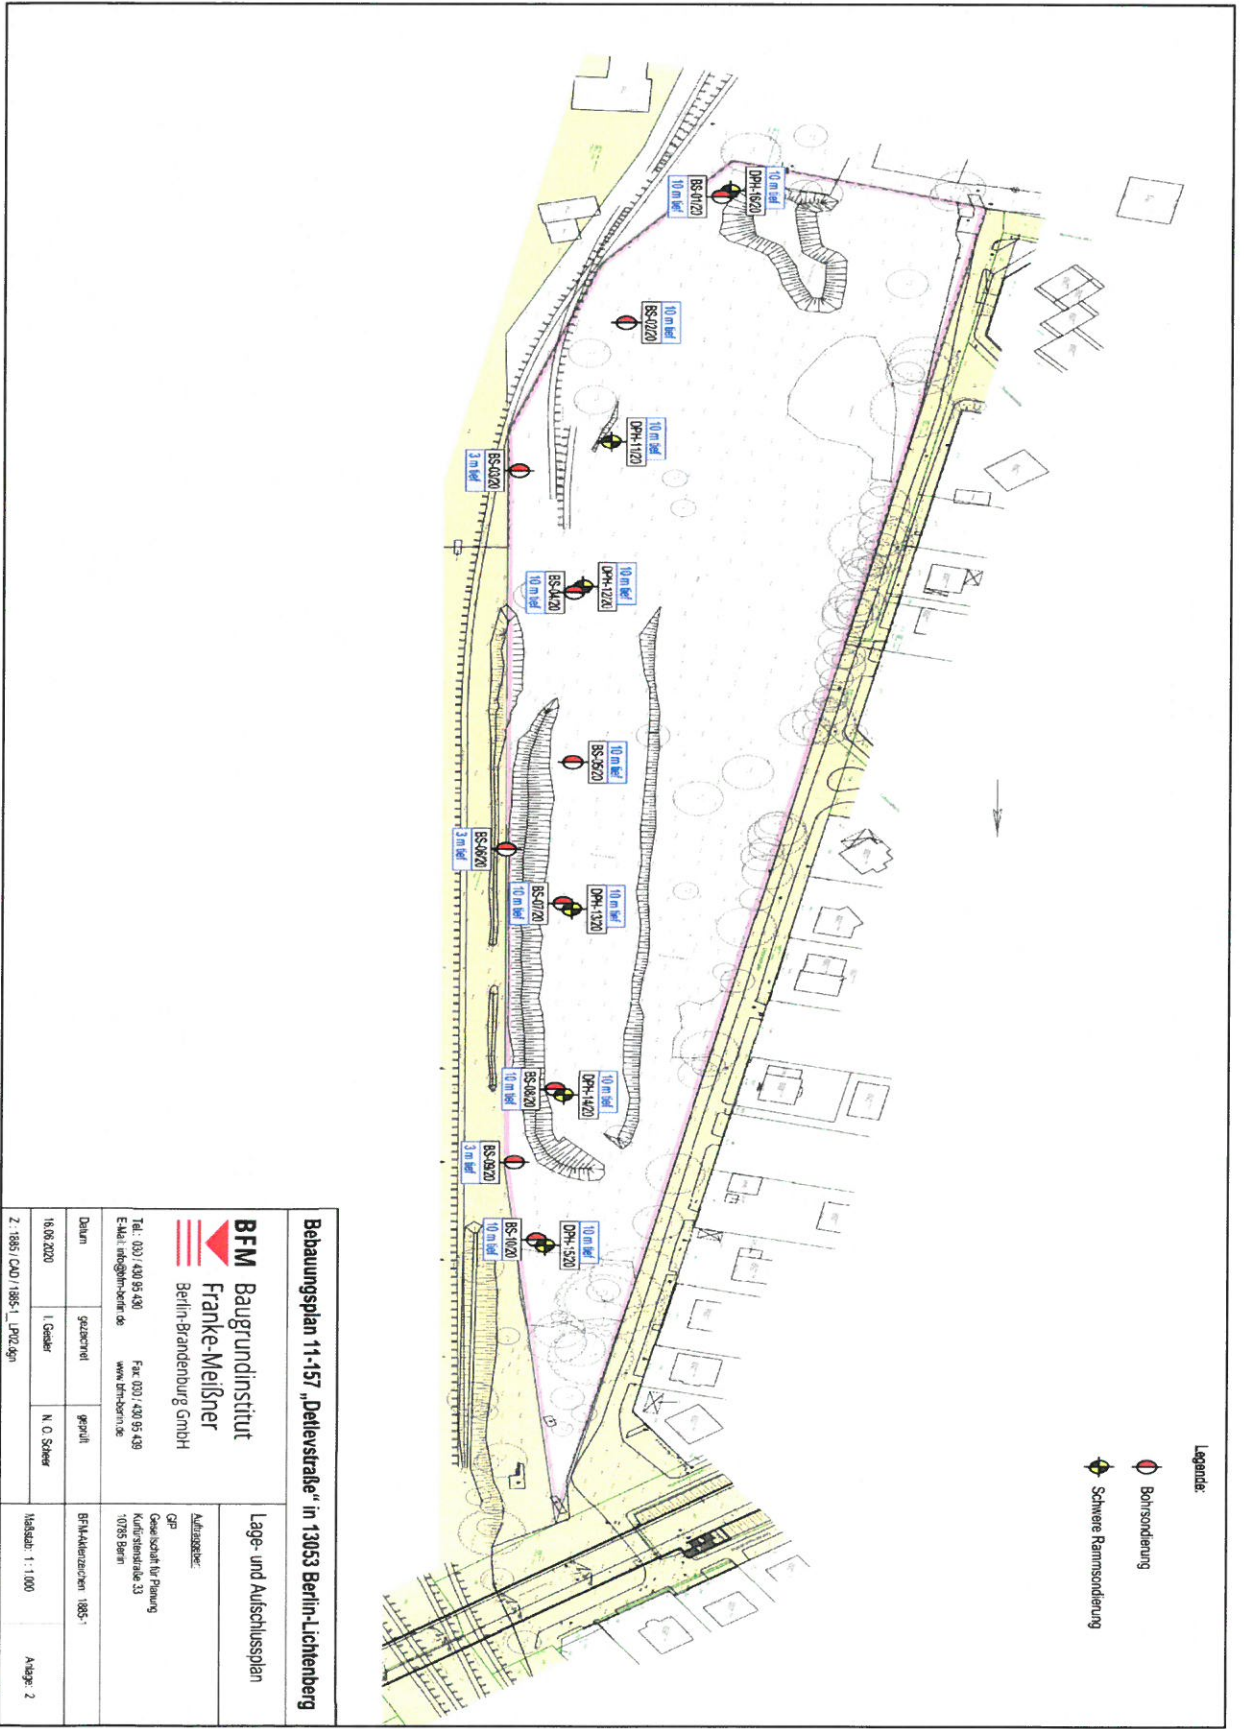 Legende:
Bohrsondierung
Schwere Rammsondierung
10 m tief
DPH-16/20
BS-01/20
10 m tief
10 m tief
BS-02/20
10 m tief
DPH-11/20
BS-03/20
3 m tief
10 m tief
DPH-12/20
BS-04/20
10 m tief
10 m tief
BS-05/20
BS-06/20
3 m tief
10 m tief
DPH-13/20
BS-07/20
10 m tief
10 m tief
DPH-14/20
BS-08/20
10 m tief
BS-09/20
3 m tief
10 m tief
DPH-15/20
BS-10/20
10 m tief
Bebauungsplan 11-157 „Detlevstraße“ in 13053 Berlin-Lichtenberg
BFM Baugrundinstitut
Franke-Meißner
Berlin-Brandenburg GmbH
Tel.: 030 / 430 95 430 Fax: 030 / 430 95 439
E-Mail: info@bfm-berlin.de www.bfm-berlin.de
Lage- und Aufschlussplan
Auftraggeber:
GfP
Gesellschaft für Planung
Kurfürstenstraße 33
10785 Berlin
Datum gezeichnet geprüft BFM-Aktenzeichen 1885-1
16.06.2020 I. Geisler N. O. Scheer Maßstab: 1 : 1.000 Anlage: 2
Z : 1885 / CAD / 1885-1_LP02.dgn